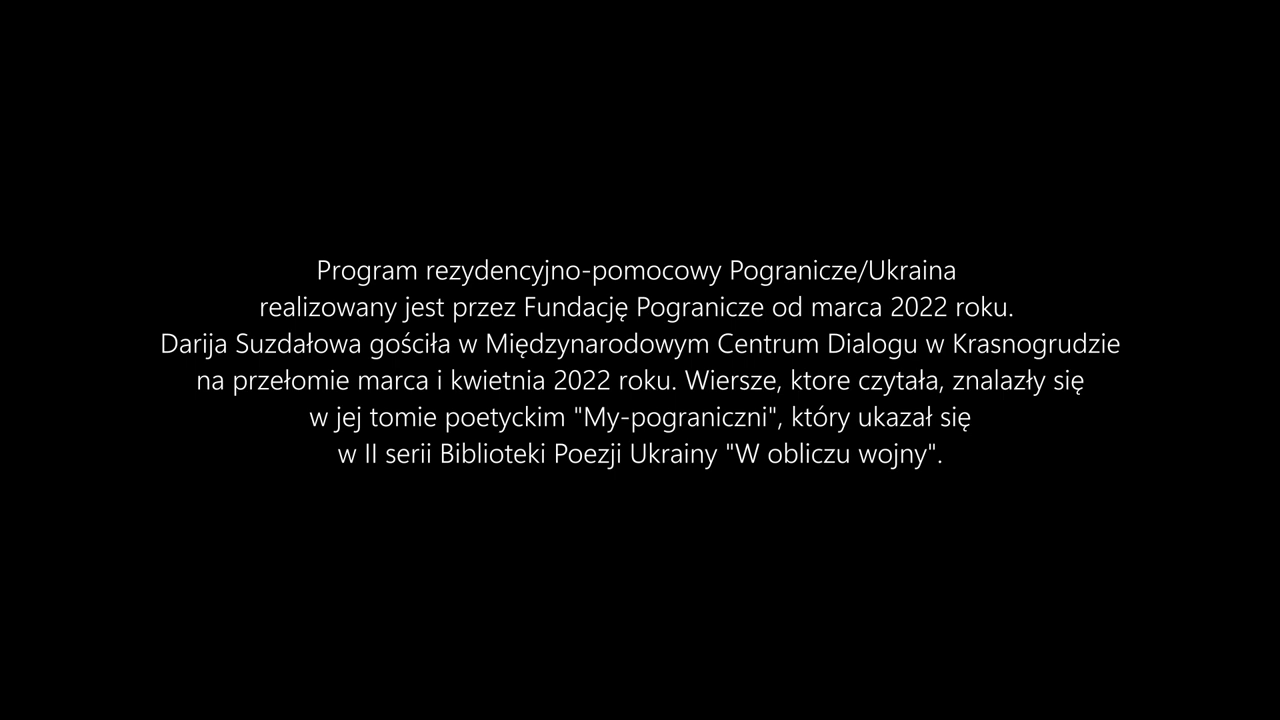 Program rezydencyjno-pomocowy Pogranicze/Ukraina
realizowany jest przez Fundację Pogranicze od marca 2022 roku.
Darija Suzdałowa gościła w Międzynarodowym Centrum Dialogu w Krasnogrudzie
na przełomie marca i kwietnia 2022 roku. Wiersze, ktore czytała, znalazły się
w jej tomie poetyckim "My-pograniczni", który ukazał się
w II serii Biblioteki Poezji Ukrainy "W obliczu wojny".